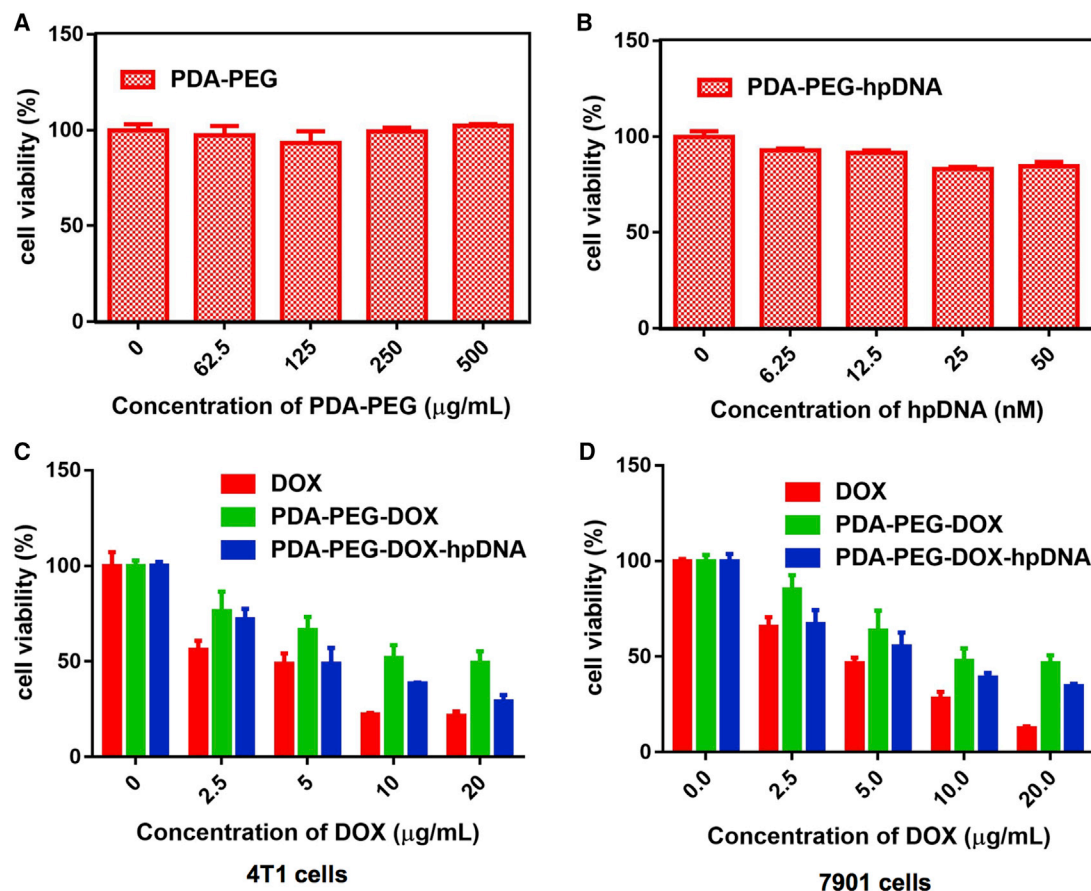 A
cell viability (%)
150
100
50
0
PDA-PEG
0
62.5
125
250
500
Concentration of PDA-PEG (μg/mL)
B
cell viability (%)
150
100
50
0
PDA-PEG-hpDNA
0
6.25
12.5
25
50
Concentration of hpDNA (nM)
C
cell viability (%)
150
100
50
0
DOX
PDA-PEG-DOX
PDA-PEG-DOX-hpDNA
0
2.5
5
10
20
Concentration of DOX (μg/mL)
4T1 cells
D
cell viability (%)
150
100
50
0
DOX
PDA-PEG-DOX
PDA-PEG-DOX-hpDNA
0.0
2.5
5.0
10.0
20.0
Concentration of DOX (μg/mL)
7901 cells